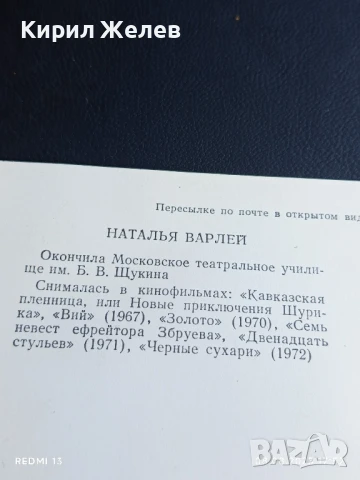 Кирил Желев
Пересылке по почте в открытом вид
НАТАЛЬЯ ВАРЛЕЙ
Окончила Московское театральное учили-
ще им. Б. В. Щукина
Снималась в кинофильмах: «Кавказская
пленница, или Новые приключения Шури-
ка», «Вий» (1967), «Золото» (1970), «Семь
невест ефрейтора Збруева», «Двенадцать
стульев» (1971), «Черные сухари» (1972)
REDMI 13
БАЗАР